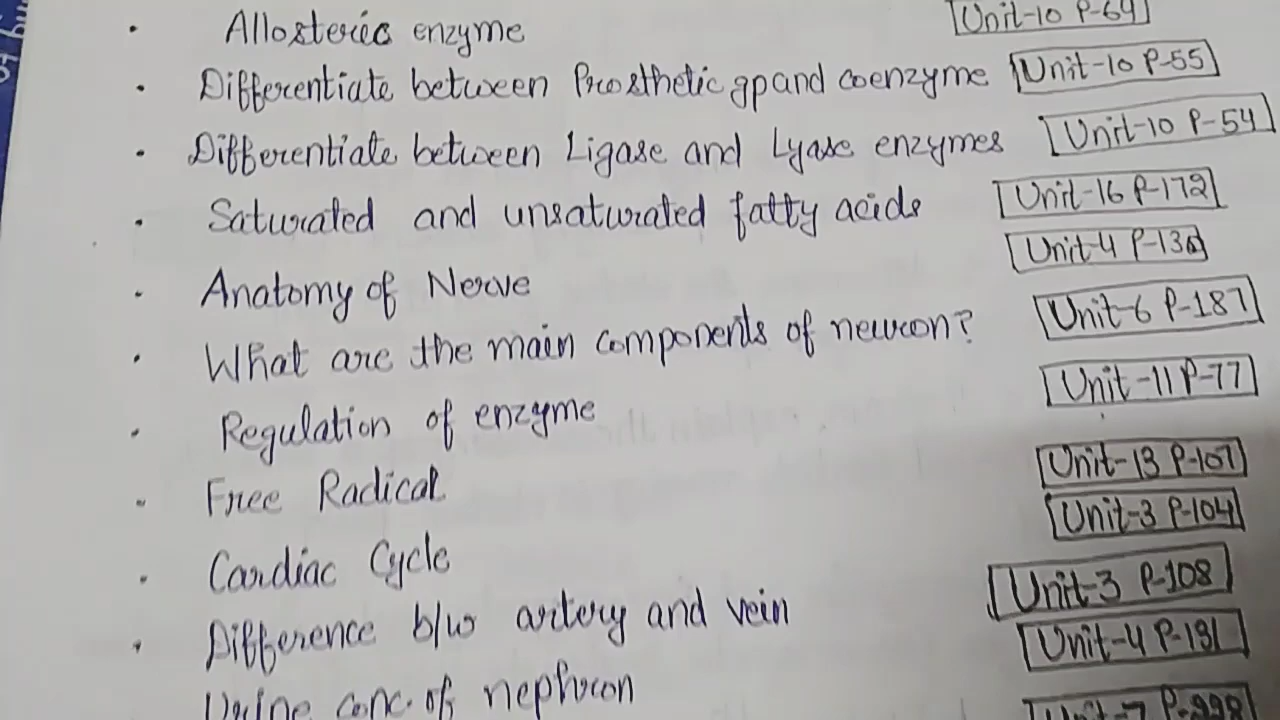 Allosteric enzyme [Unit-10 P-64]
Differentiate between Prosthetic gp and coenzyme [Unit-10 P-55]
Differentiate between Ligase and Lyase enzymes [Unit-10 P-54]
Saturated and unsaturated fatty acids [Unit-16 P-172]
[Unit-4 P-130]
Anatomy of Nerve
What are the main components of neuron? [Unit-6 P-187]
[Unit-11 P-77]
Regulation of enzyme
Free Radical [Unit-13 P-107]
[Unit-3 P-104]
Cardiac Cycle
Difference b/w artery and vein [Unit-3 P-108]
[Unit-4 P-131]
Urine conc. of nephron
Unit-7